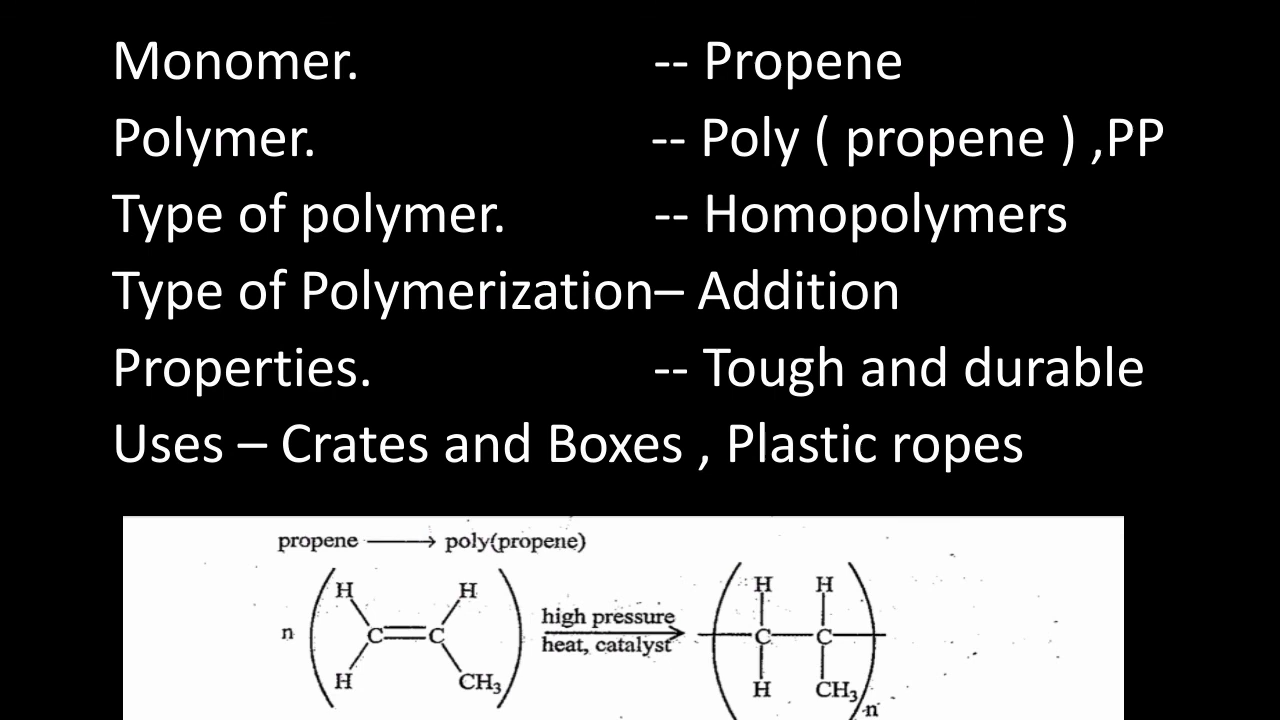 Monomer. -- Propene
Polymer. -- Poly ( propene ) ,PP
Type of polymer. -- Homopolymers
Type of Polymerization– Addition
Properties. -- Tough and durable
Uses – Crates and Boxes , Plastic ropes
propene ⟶ poly(propene)
H H H H
high pressure
n C C C C
heat, catalyst
H CH₃ H CH₃
n